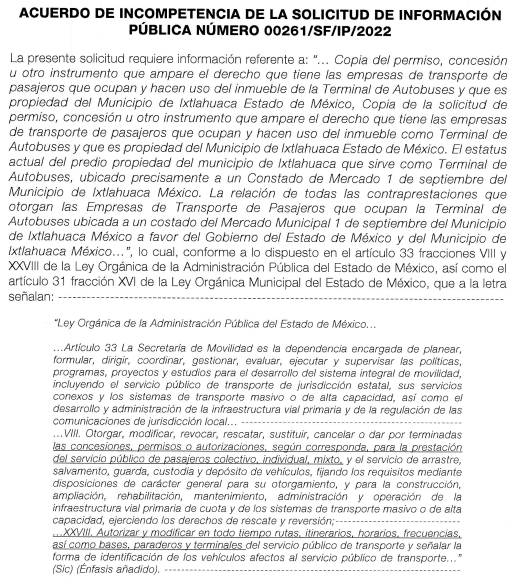 ACUERDO DE INCOMPETENCIA DE LA SOLICITUD DE INFORMACIÓN
PÚBLICA NÚMERO 00261/SF/IP/2022
La presente solicitud requiere información referente a: "... Copia del permiso, concesión
u otro instrumento que ampare el derecho que tiene las empresas de transporte de
pasajeros que ocupan y hacen uso del inmueble de la Terminal de Autobuses y que es
propiedad del Municipio de Ixtlahuaca Estado de México, Copia de la solicitud de
permiso, concesión u otro instrumento que ampare el derecho que tiene las empresas
de transporte de pasajeros que ocupan y hacen uso del inmueble como Terminal de
Autobuses y que es propiedad del Municipio de Ixtlahuaca Estado de México. El estatus
actual del predio propiedad del municipio de Ixtlahuaca que sirve como Terminal de
Autobuses, ubicado precisamente a un Constado de Mercado 1 de septiembre del
Municipio de Ixtlahuaca México. La relación de todas las contraprestaciones que
otorgan las Empresas de Transporte de Pasajeros que ocupan la Terminal de
Autobuses ubicada a un costado del Mercado Municipal 1 de septiembre del Municipio
de Ixtlahuaca México a favor del Gobierno del Estado de México y del Municipio de
Ixtlahuaca México...", lo cual, conforme a lo dispuesto en el artículo 33 fracciones VIII y
XXVIII de la Ley Orgánica de la Administración Pública del Estado de México, así como el
artículo 31 fracción XVI de la Ley Orgánica Municipal del Estado de México, que a la letra
señalan: ------------------------------------------------------------
"Ley Orgánica de la Administración Pública del Estado de México...
...Artículo 33 La Secretaría de Movilidad es la dependencia encargada de planear,
formular, dirigir, coordinar, gestionar, evaluar, ejecutar y supervisar las políticas,
programas, proyectos y estudios para el desarrollo del sistema integral de movilidad,
incluyendo el servicio público de transporte de jurisdicción estatal, sus servicios
conexos y los sistemas de transporte masivo o de alta capacidad, así como el
desarrollo y administración de la infraestructura vial primaria y de la regulación de las
comunicaciones de jurisdicción local... ------------------------------
...VIII. Otorgar, modificar, revocar, rescatar, sustituir, cancelar o dar por terminadas
las concesiones, permisos o autorizaciones, según corresponda, para la prestación
del servicio público de pasajeros colectivo, individual, mixto, y el servicio de arrastre,
salvamento, guarda, custodia y depósito de vehículos, fijando los requisitos mediante
disposiciones de carácter general para su otorgamiento, y para la construcción,
ampliación, rehabilitación, mantenimiento, administración y operación de la
infraestructura vial primaria de cuota y de los sistemas de transporte masivo o de alta
capacidad, ejerciendo los derechos de rescate y reversión;--------------------
...XXVIII. Autorizar y modificar en todo tiempo rutas, itinerarios, horarios, frecuencias,
así como bases, paraderos y terminales del servicio público de transporte y señalar la
forma de identificación de los vehículos afectos al servicio público de transporte..."
(Sic) (Énfasis añadido). ----------------------------------------